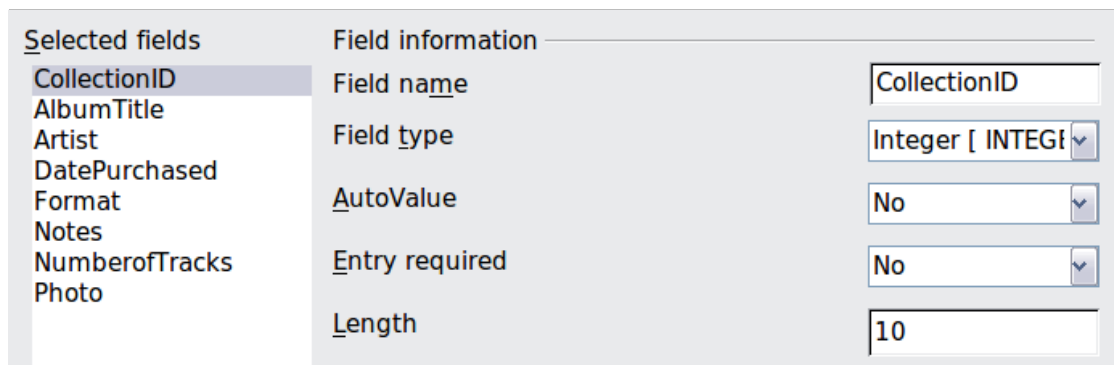 Selected fields
CollectionID
AlbumTitle
Artist
DatePurchased
Format
Notes
NumberofTracks
Photo
Field information
Field name CollectionID
Field type Integer [ INTEGE
AutoValue No
Entry required No
Length 10